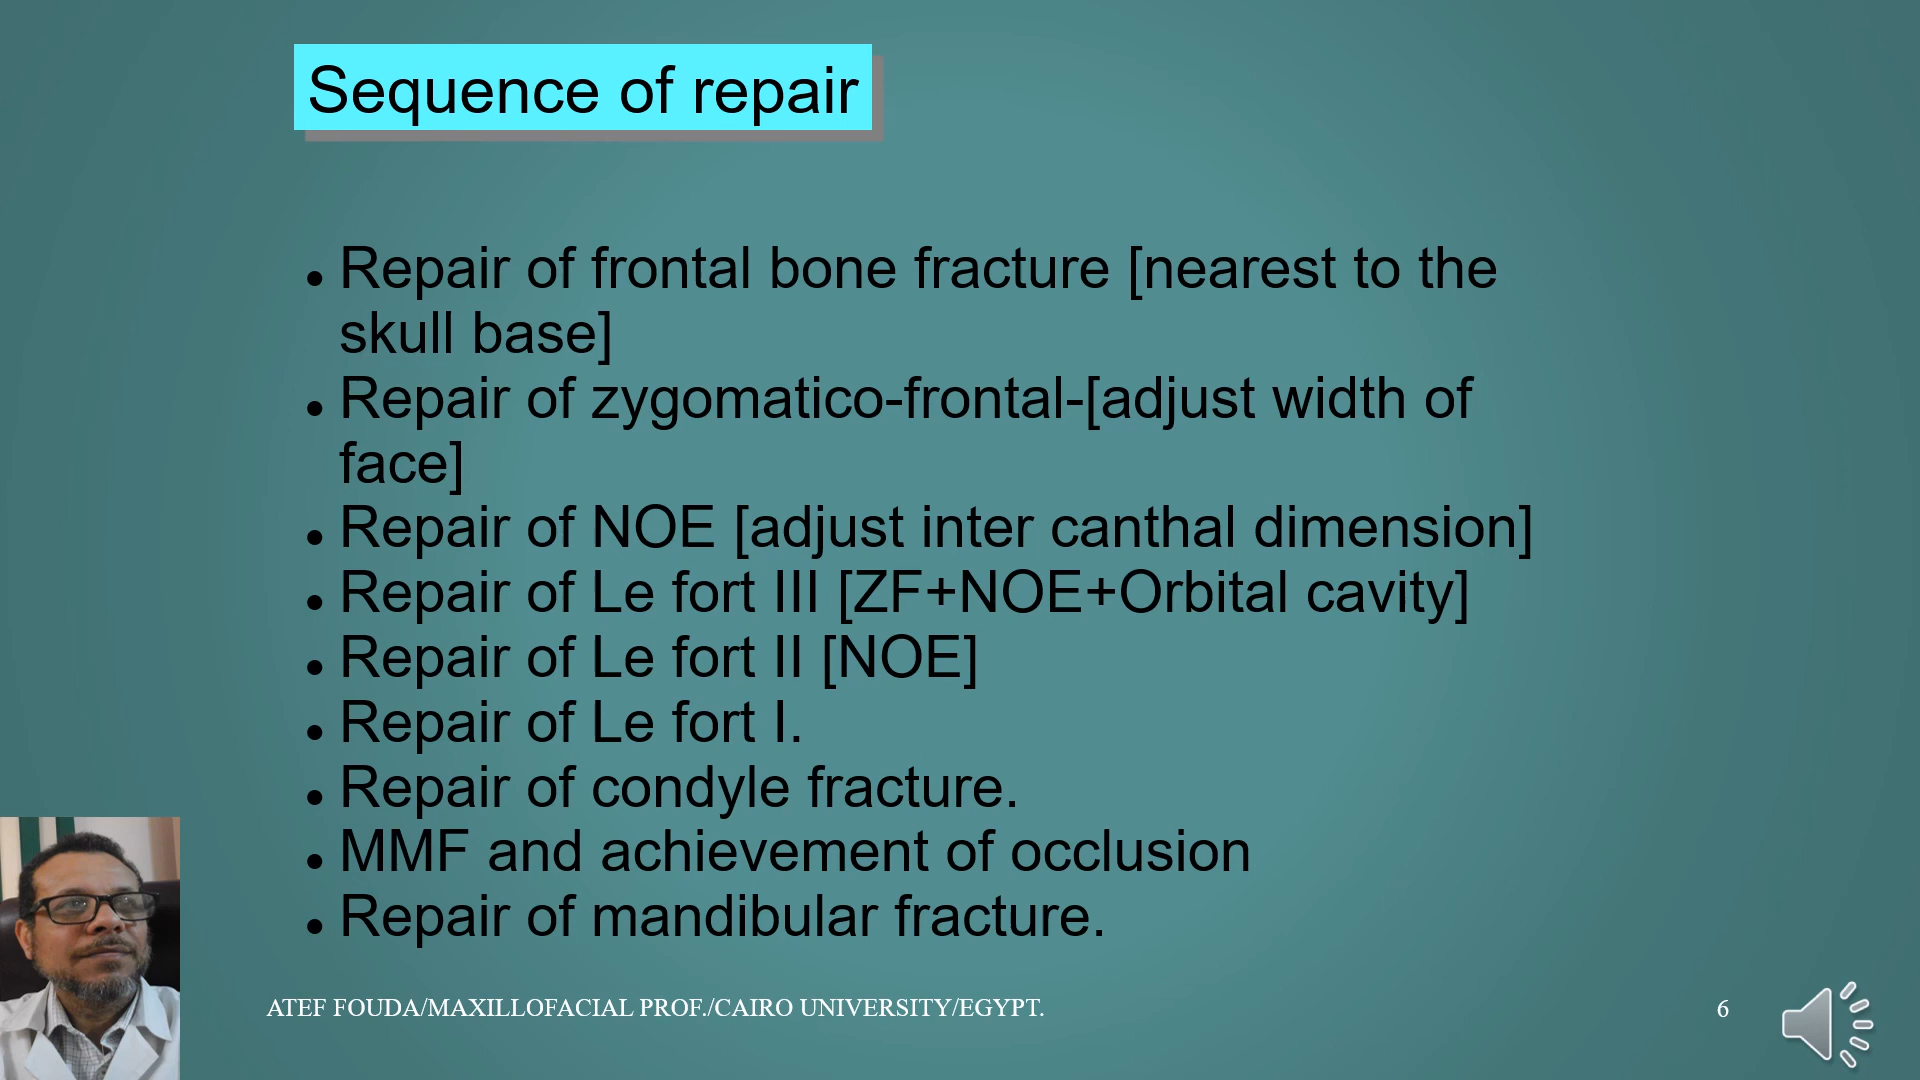 Sequence of repair
• Repair of frontal bone fracture [nearest to the
skull base]
• Repair of zygomatico-frontal-[adjust width of
face]
• Repair of NOE [adjust inter canthal dimension]
• Repair of Le fort III [ZF+NOE+Orbital cavity]
• Repair of Le fort II [NOE]
• Repair of Le fort I.
• Repair of condyle fracture.
• MMF and achievement of occlusion
• Repair of mandibular fracture.
ATEF FOUDA/MAXILLOFACIAL PROF./CAIRO UNIVERSITY/EGYPT.
6